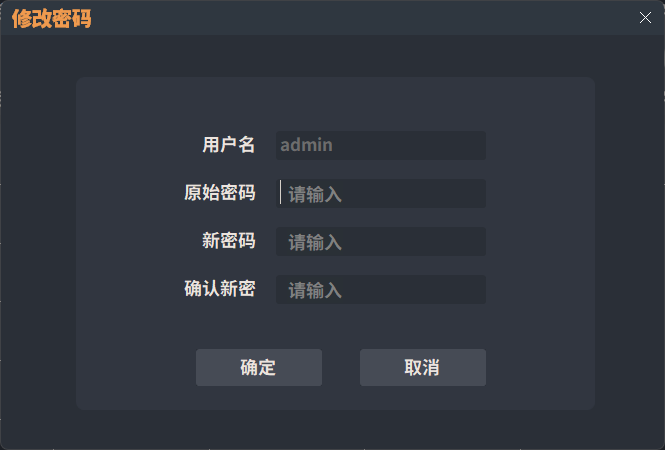 修改密码
用户名 admin
原始密码 请输入
新密码 请输入
确认新密 请输入
确定 取消